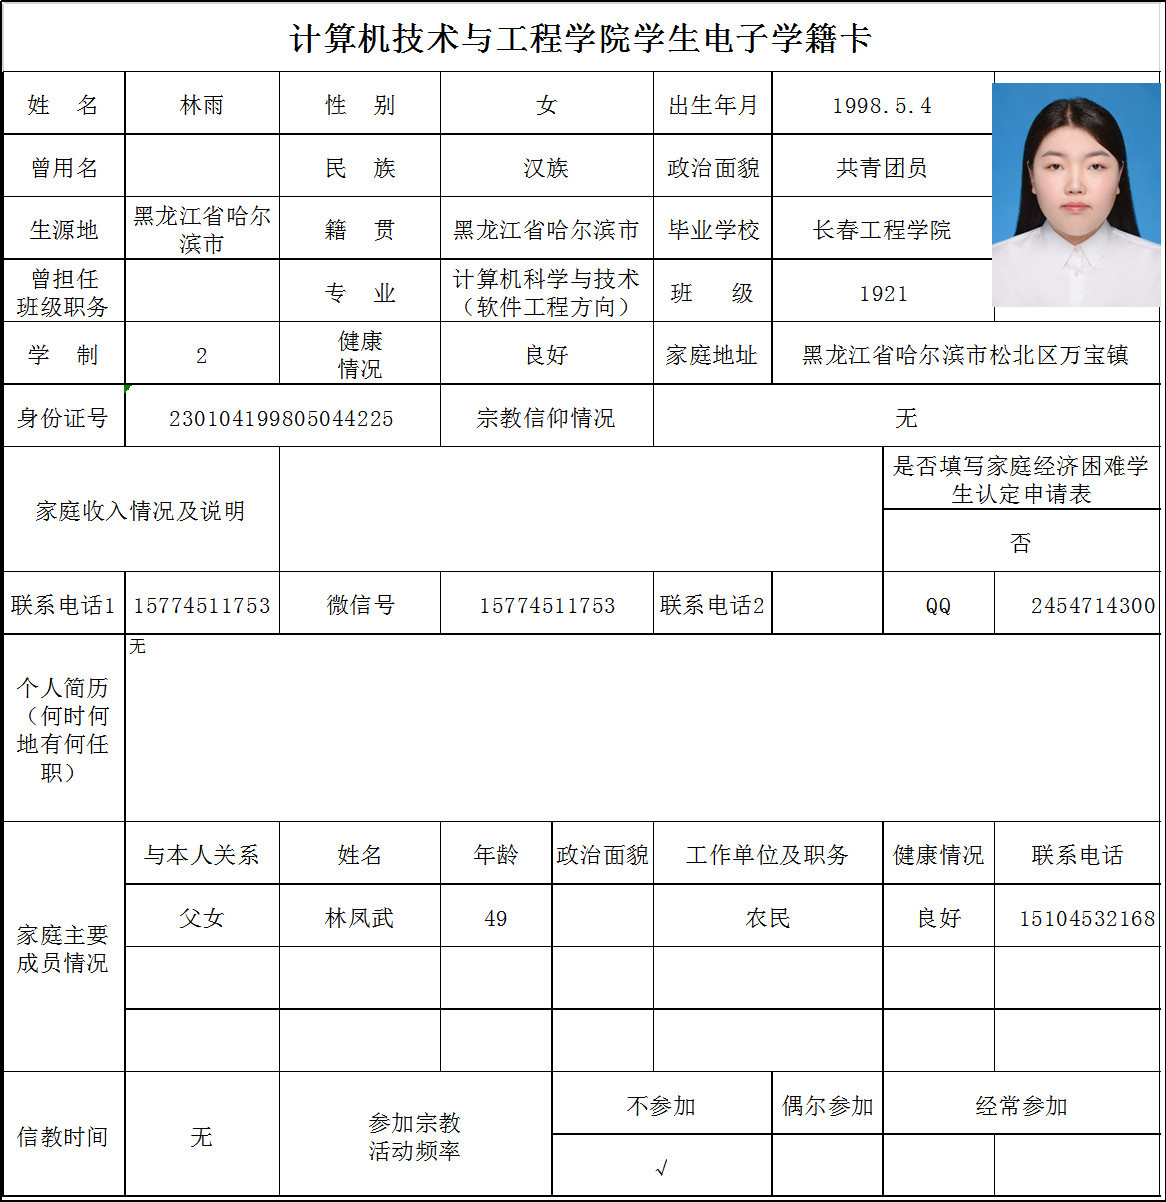 计算机技术与工程学院学生电子学籍卡
姓 名 林雨 性 别 女 出生年月 1998.5.4
曾用名 民 族 汉族 政治面貌 共青团员
生源地 黑龙江省哈尔
滨市 籍 贯 黑龙江省哈尔滨市 毕业学校 长春工程学院
曾担任
班级职务 专 业 计算机科学与技术
（软件工程方向） 班 级 1921
学 制 2 健康
情况 良好 家庭地址 黑龙江省哈尔滨市松北区万宝镇
身份证号 230104199805044225 宗教信仰情况 无
家庭收入情况及说明 是否填写家庭经济困难学
生认定申请表
否
联系电话1 15774511753 微信号 15774511753 联系电话2 QQ 2454714300
个人简历
（何时何
地有何任
职） 无
家庭主要
成员情况 与本人关系 姓名 年龄 政治面貌 工作单位及职务 健康情况 联系电话
父女 林凤武 49 农民 良好 15104532168
信教时间 无 参加宗教
活动频率 不参加 偶尔参加 经常参加
√